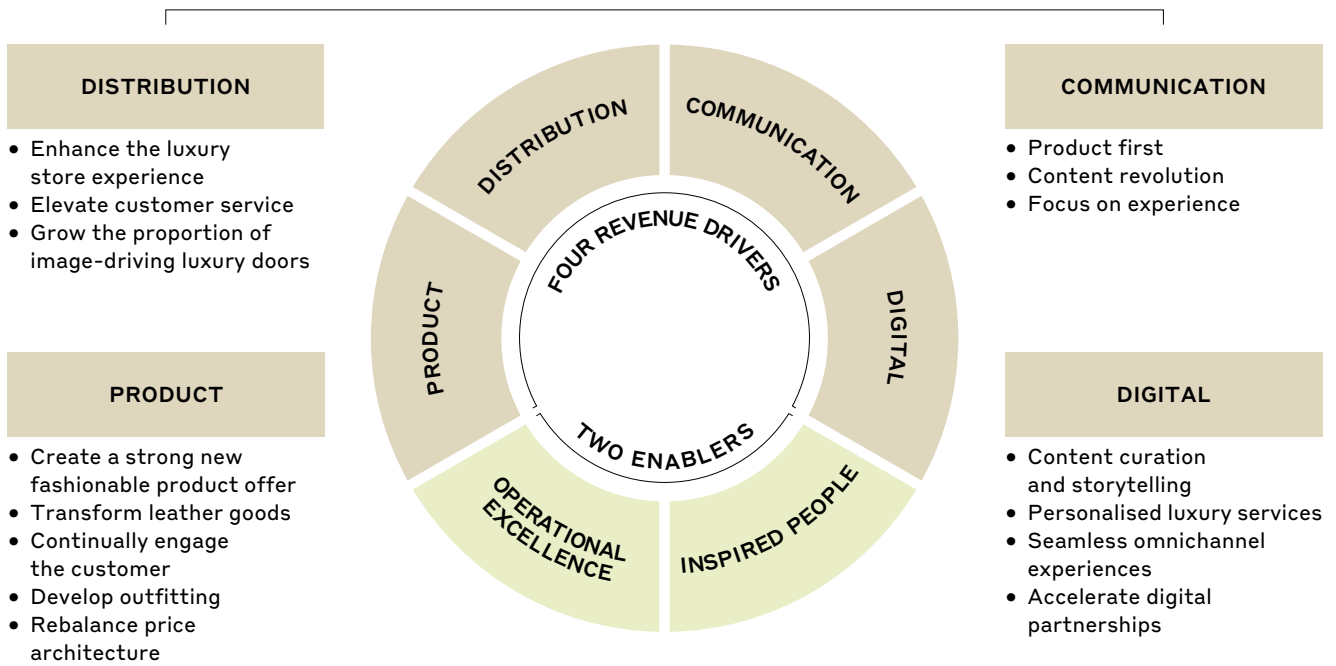 DISTRIBUTION
• Enhance the luxury
store experience
• Elevate customer service
• Grow the proportion of
image-driving luxury doors
PRODUCT
• Create a strong new
fashionable product offer
• Transform leather goods
• Continually engage
the customer
• Develop outfitting
• Rebalance price
architecture
DISTRIBUTION
COMMUNICATION
PRODUCT
FOUR REVENUE DRIVERS
DIGITAL
TWO ENABLERS
OPERATIONAL
EXCELLENCE
INSPIRED PEOPLE
COMMUNICATION
• Product first
• Content revolution
• Focus on experience
DIGITAL
• Content curation
and storytelling
• Personalised luxury services
• Seamless omnichannel
experiences
• Accelerate digital
partnerships